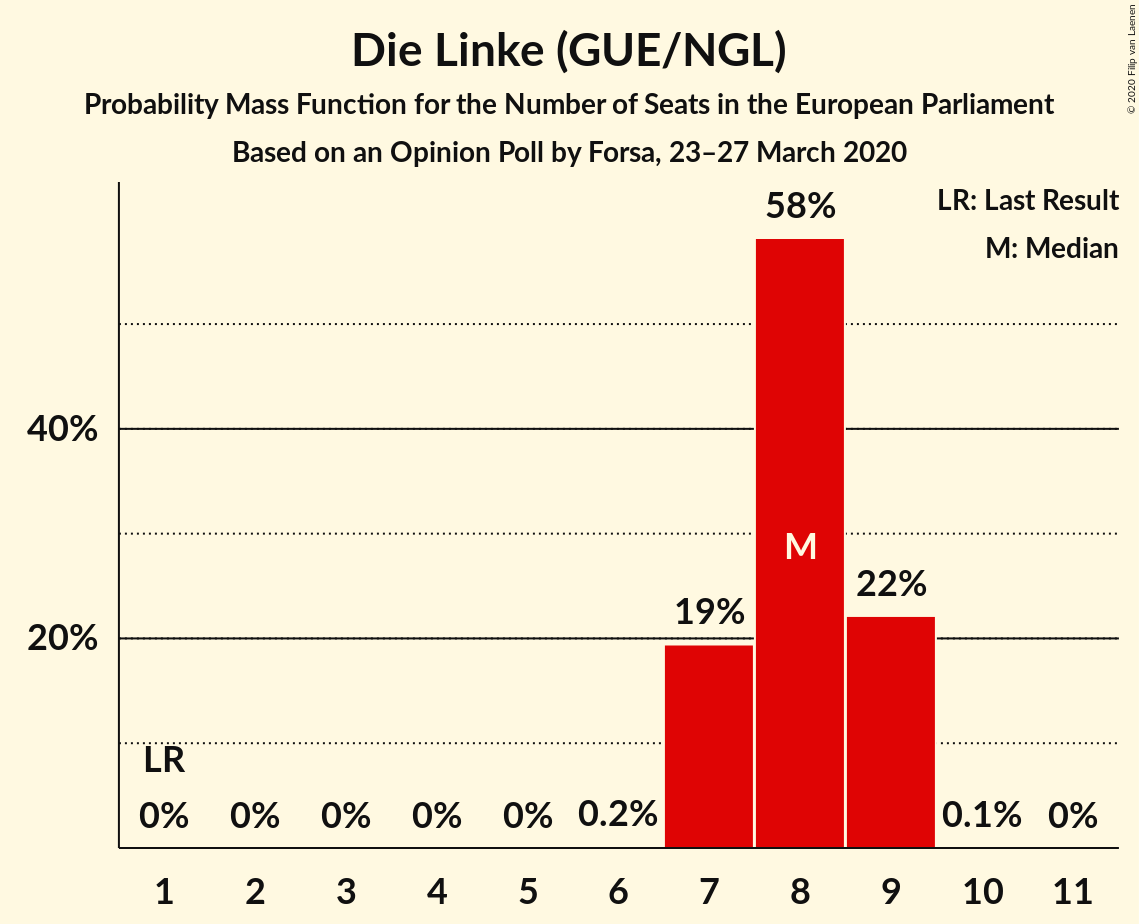 Die Linke (GUE/NGL)
Probability Mass Function for the Number of Seats in the European Parliament
Based on an Opinion Poll by Forsa, 23–27 March 2020
© 2020 Filip van Laenen
LR: Last Result
M: Median
58%
40%
M
22%
19%
20%
LR
0% 0% 0% 0% 0% 0.2% 0.1% 0%
1 2 3 4 5 6 7 8 9 10 11